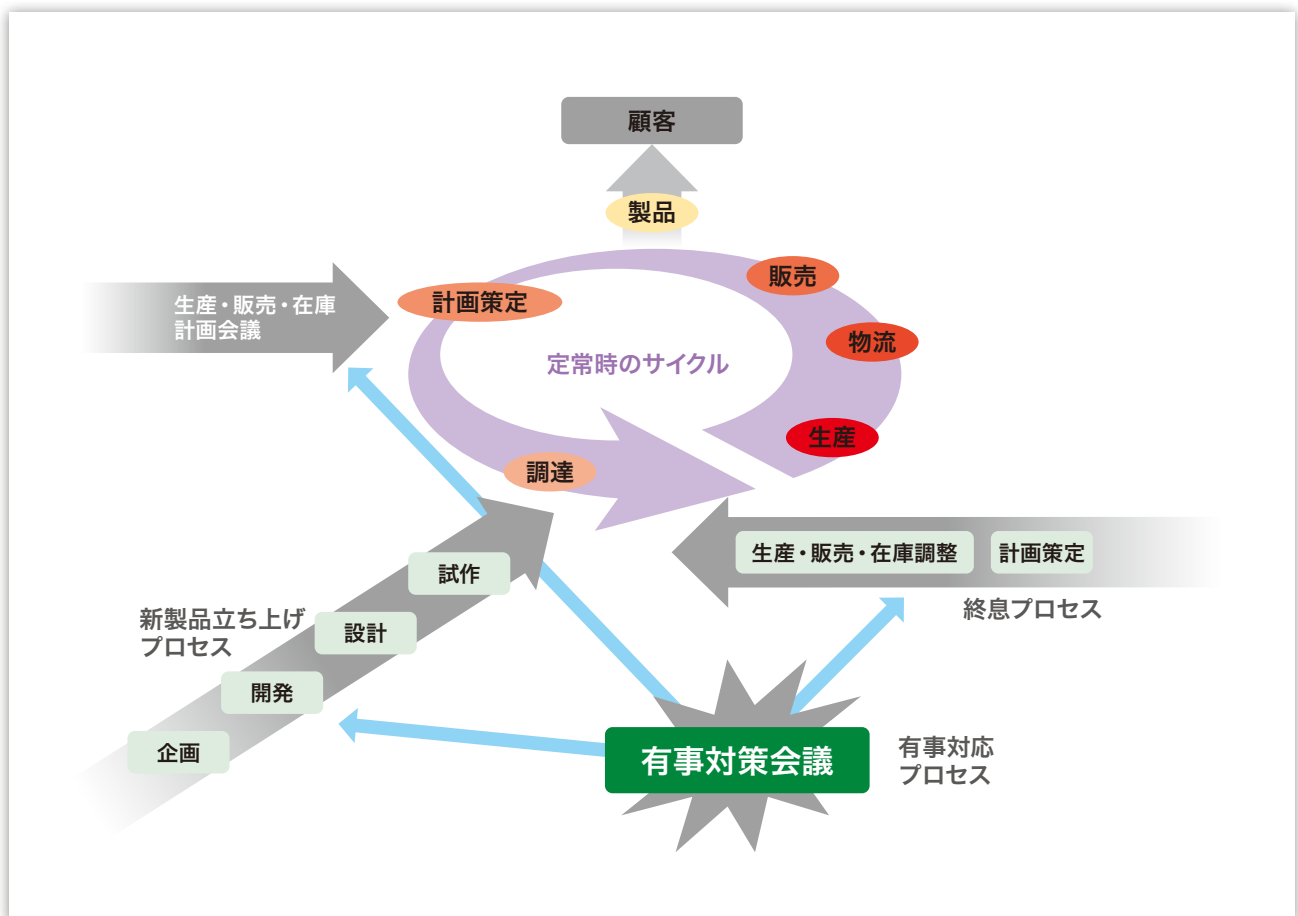 顧客
製品
販売
計画策定
生産・販売・在庫
計画会議
物流
定常時のサイクル
生産
調達
生産・販売・在庫調整
計画策定
試作
終息プロセス
新製品立ち上げ
プロセス
設計
開発
企画
有事対策会議
有事対応
プロセス